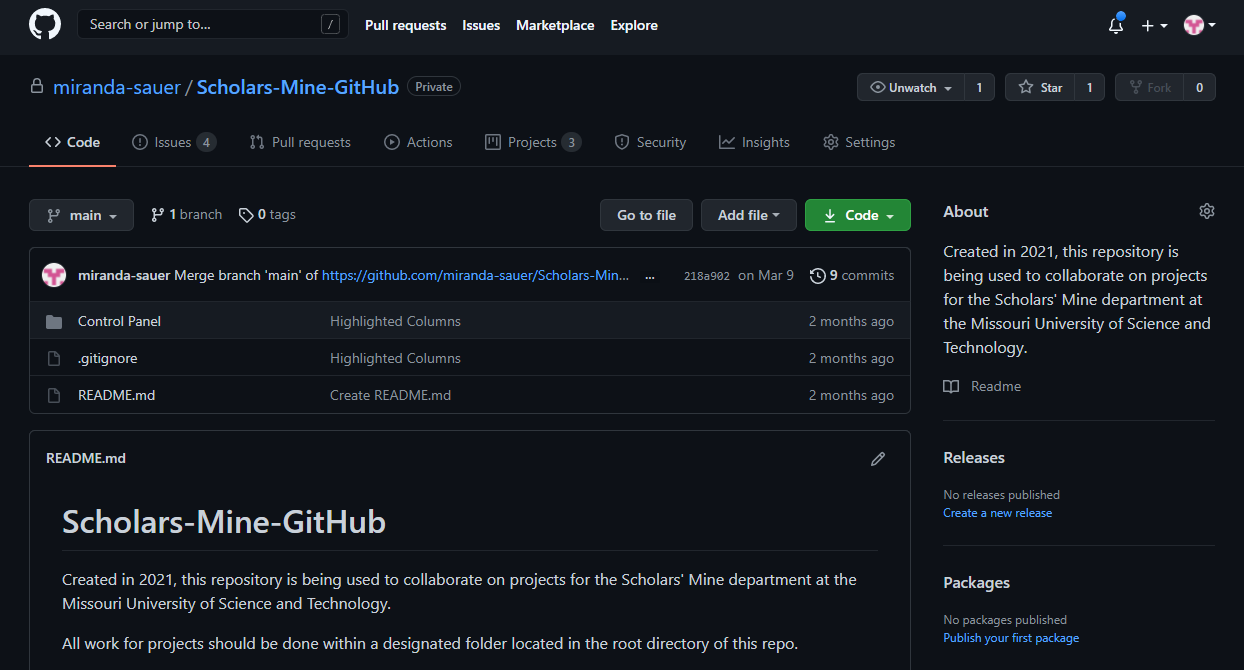 Search or jump to... /
Pull requests Issues Marketplace Explore
miranda-sauer / Scholars-Mine-GitHub Private
Unwatch 1 Star 1 Fork 0
Code Issues 4 Pull requests Actions Projects 3 Security Insights Settings
main 1 branch 0 tags Go to file Add file Code
miranda-sauer Merge branch 'main' of https://github.com/miranda-sauer/Scholars-Min... ... 218a902 on Mar 9 9 commits
Control Panel Highlighted Columns 2 months ago
.gitignore Highlighted Columns 2 months ago
README.md Create README.md 2 months ago
README.md
Scholars-Mine-GitHub
Created in 2021, this repository is being used to collaborate on projects for the Scholars' Mine department at the
Missouri University of Science and Technology.
All work for projects should be done within a designated folder located in the root directory of this repo.
About
Created in 2021, this repository is
being used to collaborate on projects
for the Scholars' Mine department at
the Missouri University of Science and
Technology.
Readme
Releases
No releases published
Create a new release
Packages
No packages published
Publish your first package